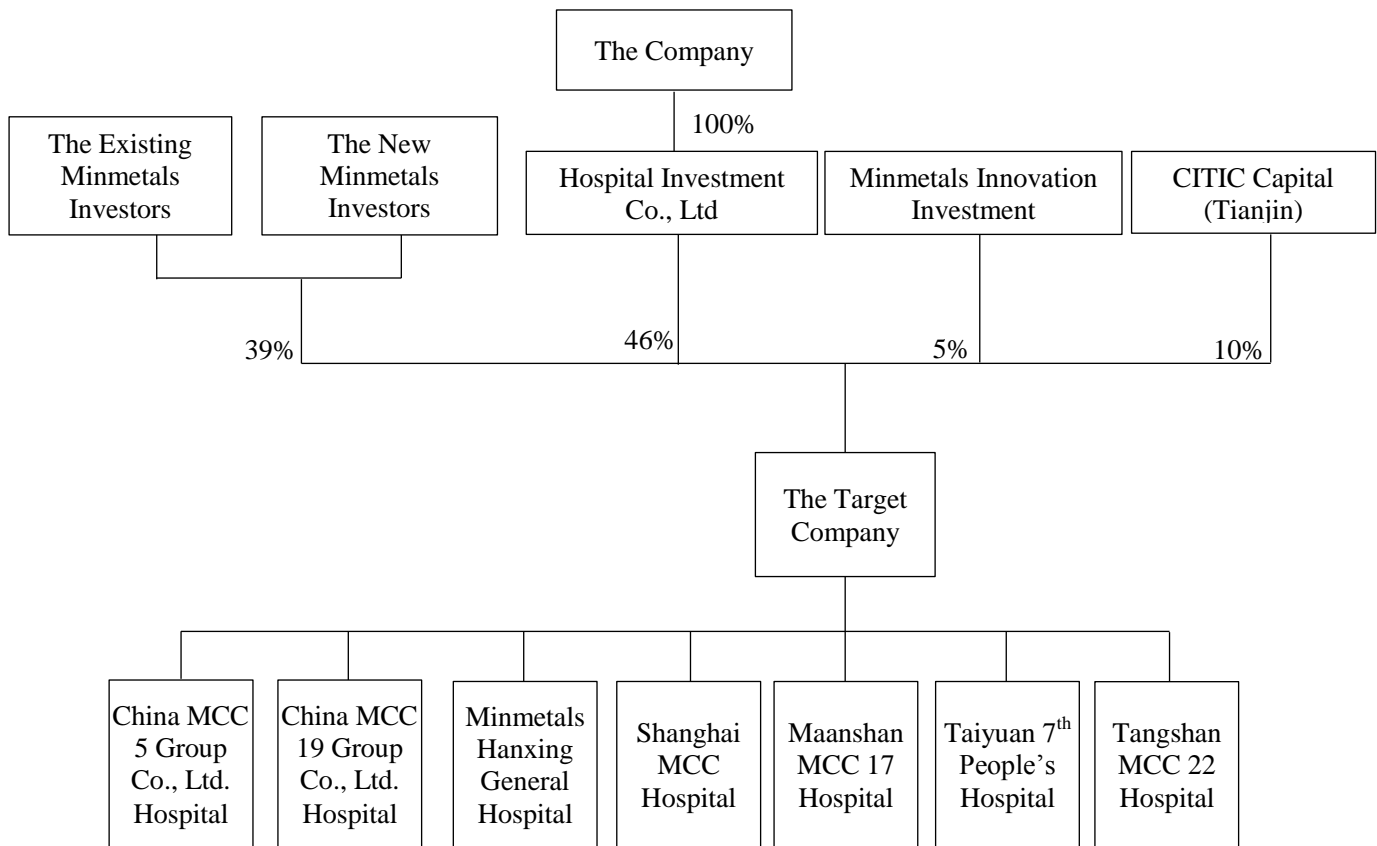 The Company
100%
The Existing
Minmetals
Investors
The New
Minmetals
Investors
Hospital Investment
Co., Ltd
Minmetals Innovation
Investment
CITIC Capital
(Tianjin)
39%
46%
5%
10%
The Target
Company
China MCC
5 Group
Co., Ltd.
Hospital
China MCC
19 Group
Co., Ltd.
Hospital
Minmetals
Hanxing
General
Hospital
Shanghai
MCC
Hospital
Maanshan
MCC 17
Hospital
Taiyuan 7th
People's
Hospital
Tangshan
MCC 22
Hospital